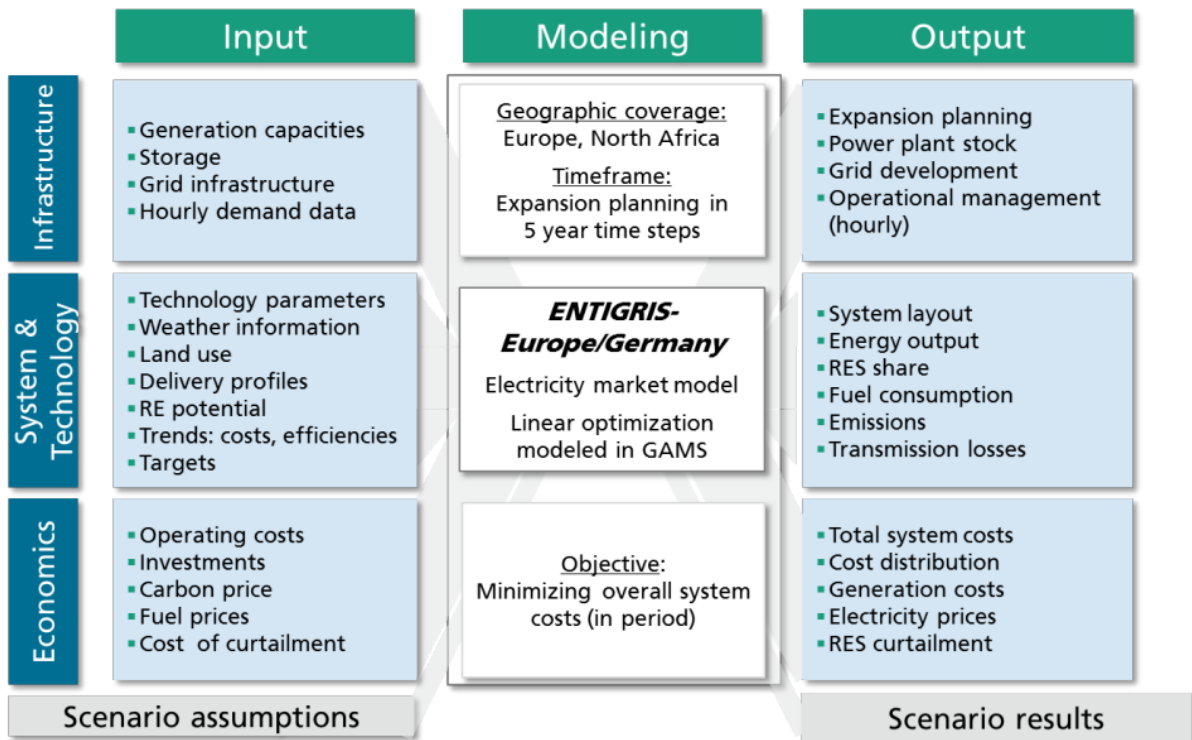 Input
Modeling
Output
Infrastructure
▪ Generation capacities
▪ Storage
▪ Grid infrastructure
▪ Hourly demand data
Geographic coverage:
Europe, North Africa
Timeframe:
Expansion planning in
5 year time steps
▪ Expansion planning
▪ Power plant stock
▪ Grid development
▪ Operational management
(hourly)
System &
Technology
▪ Technology parameters
▪ Weather information
▪ Land use
▪ Delivery profiles
▪ RE potential
▪ Trends: costs, efficiencies
▪ Targets
ENTIGRIS-
Europe/Germany
Electricity market model
Linear optimization
modeled in GAMS
▪ System layout
▪ Energy output
▪ RES share
▪ Fuel consumption
▪ Emissions
▪ Transmission losses
Economics
▪ Operating costs
▪ Investments
▪ Carbon price
▪ Fuel prices
▪ Cost of curtailment
Objective:
Minimizing overall system
costs (in period)
▪ Total system costs
▪ Cost distribution
▪ Generation costs
▪ Electricity prices
▪ RES curtailment
Scenario assumptions
Scenario results